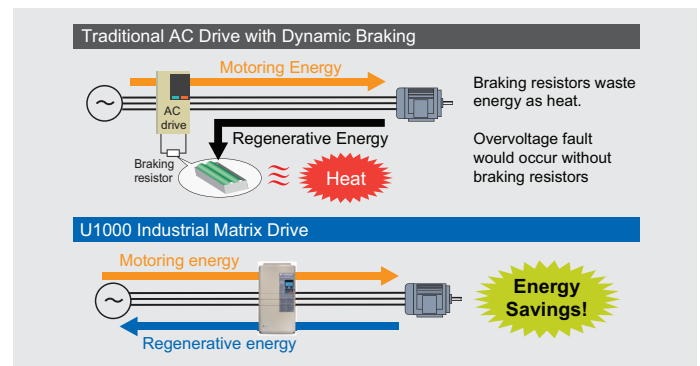 Traditional AC Drive with Dynamic Braking
Motoring Energy
AC
drive
Regenerative Energy
Braking
resistor
Heat
Braking resistors waste
energy as heat.
Overvoltage fault
would occur without
braking resistors
U1000 Industrial Matrix Drive
Motoring energy
Regenerative energy
Energy
Savings!